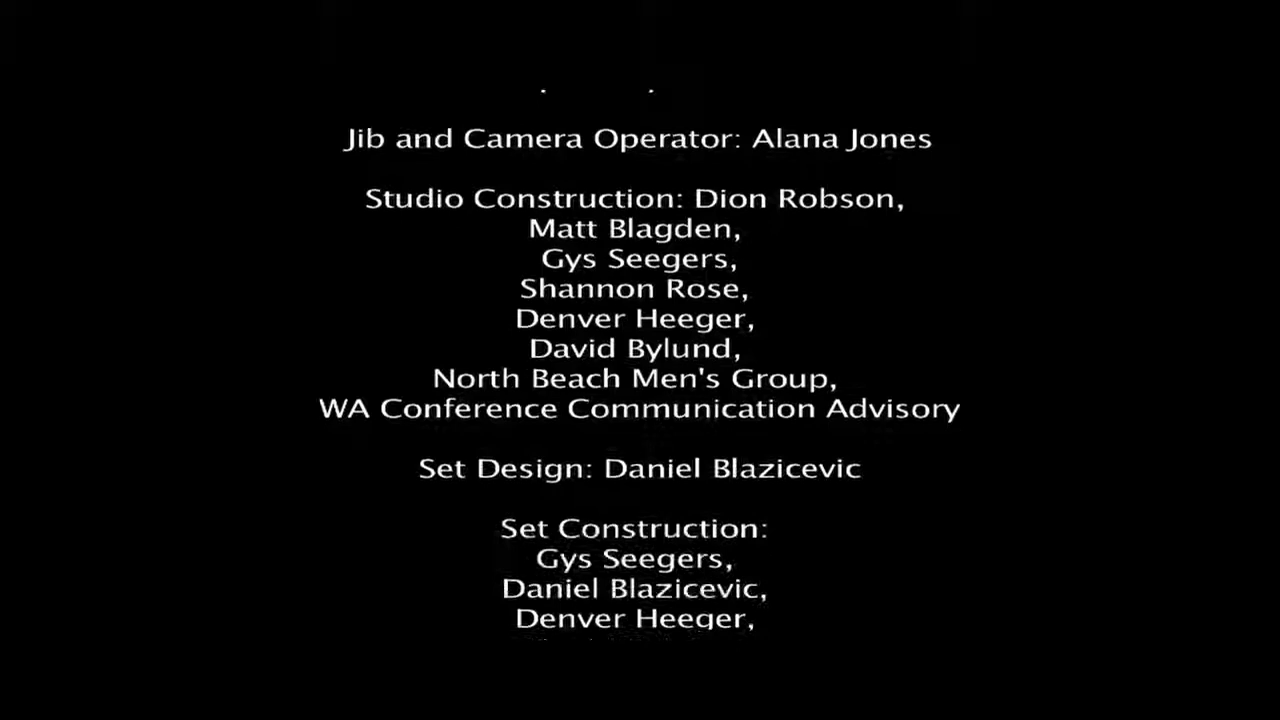 Jib and Camera Operator: Alana Jones
Studio Construction: Dion Robson,
Matt Blagden,
Gys Seegers,
Shannon Rose,
Denver Heeger,
David Bylund,
North Beach Men's Group,
WA Conference Communication Advisory
Set Design: Daniel Blazicevic
Set Construction:
Gys Seegers,
Daniel Blazicevic,
Denver Heeger,